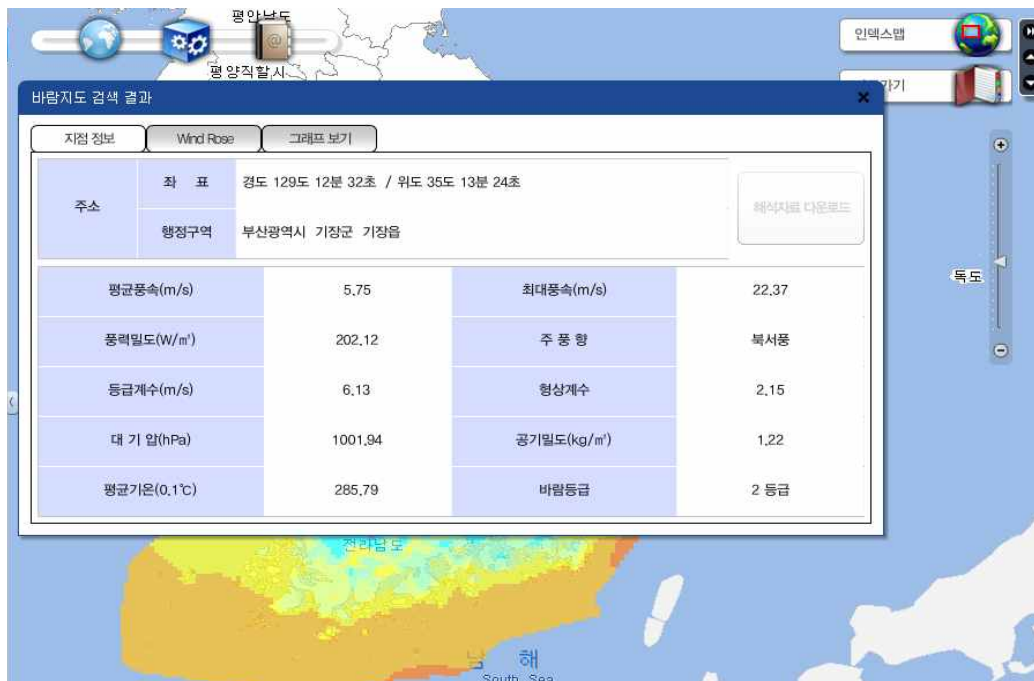 평안남도
평양직할시
인덱스맵
가기
바람지도 검색 결과
지점 정보 Wind Rose 그래프 보기
주소
좌 표 경도 129도 12분 32초 / 위도 35도 13분 24초
행정구역 부산광역시 기장군 기장읍
해석자료 다운로드
평균풍속(m/s) 5.75 최대풍속(m/s) 22.37
풍력밀도(W/㎡) 202.12 주 풍 향 북서풍
등급계수(m/s) 6.13 형상계수 2.15
대 기 압(hPa) 1001.94 공기밀도(kg/㎥) 1.22
평균기온(0.1℃) 285.79 바람등급 2 등급
독도
전라남도
남 해
South Sea